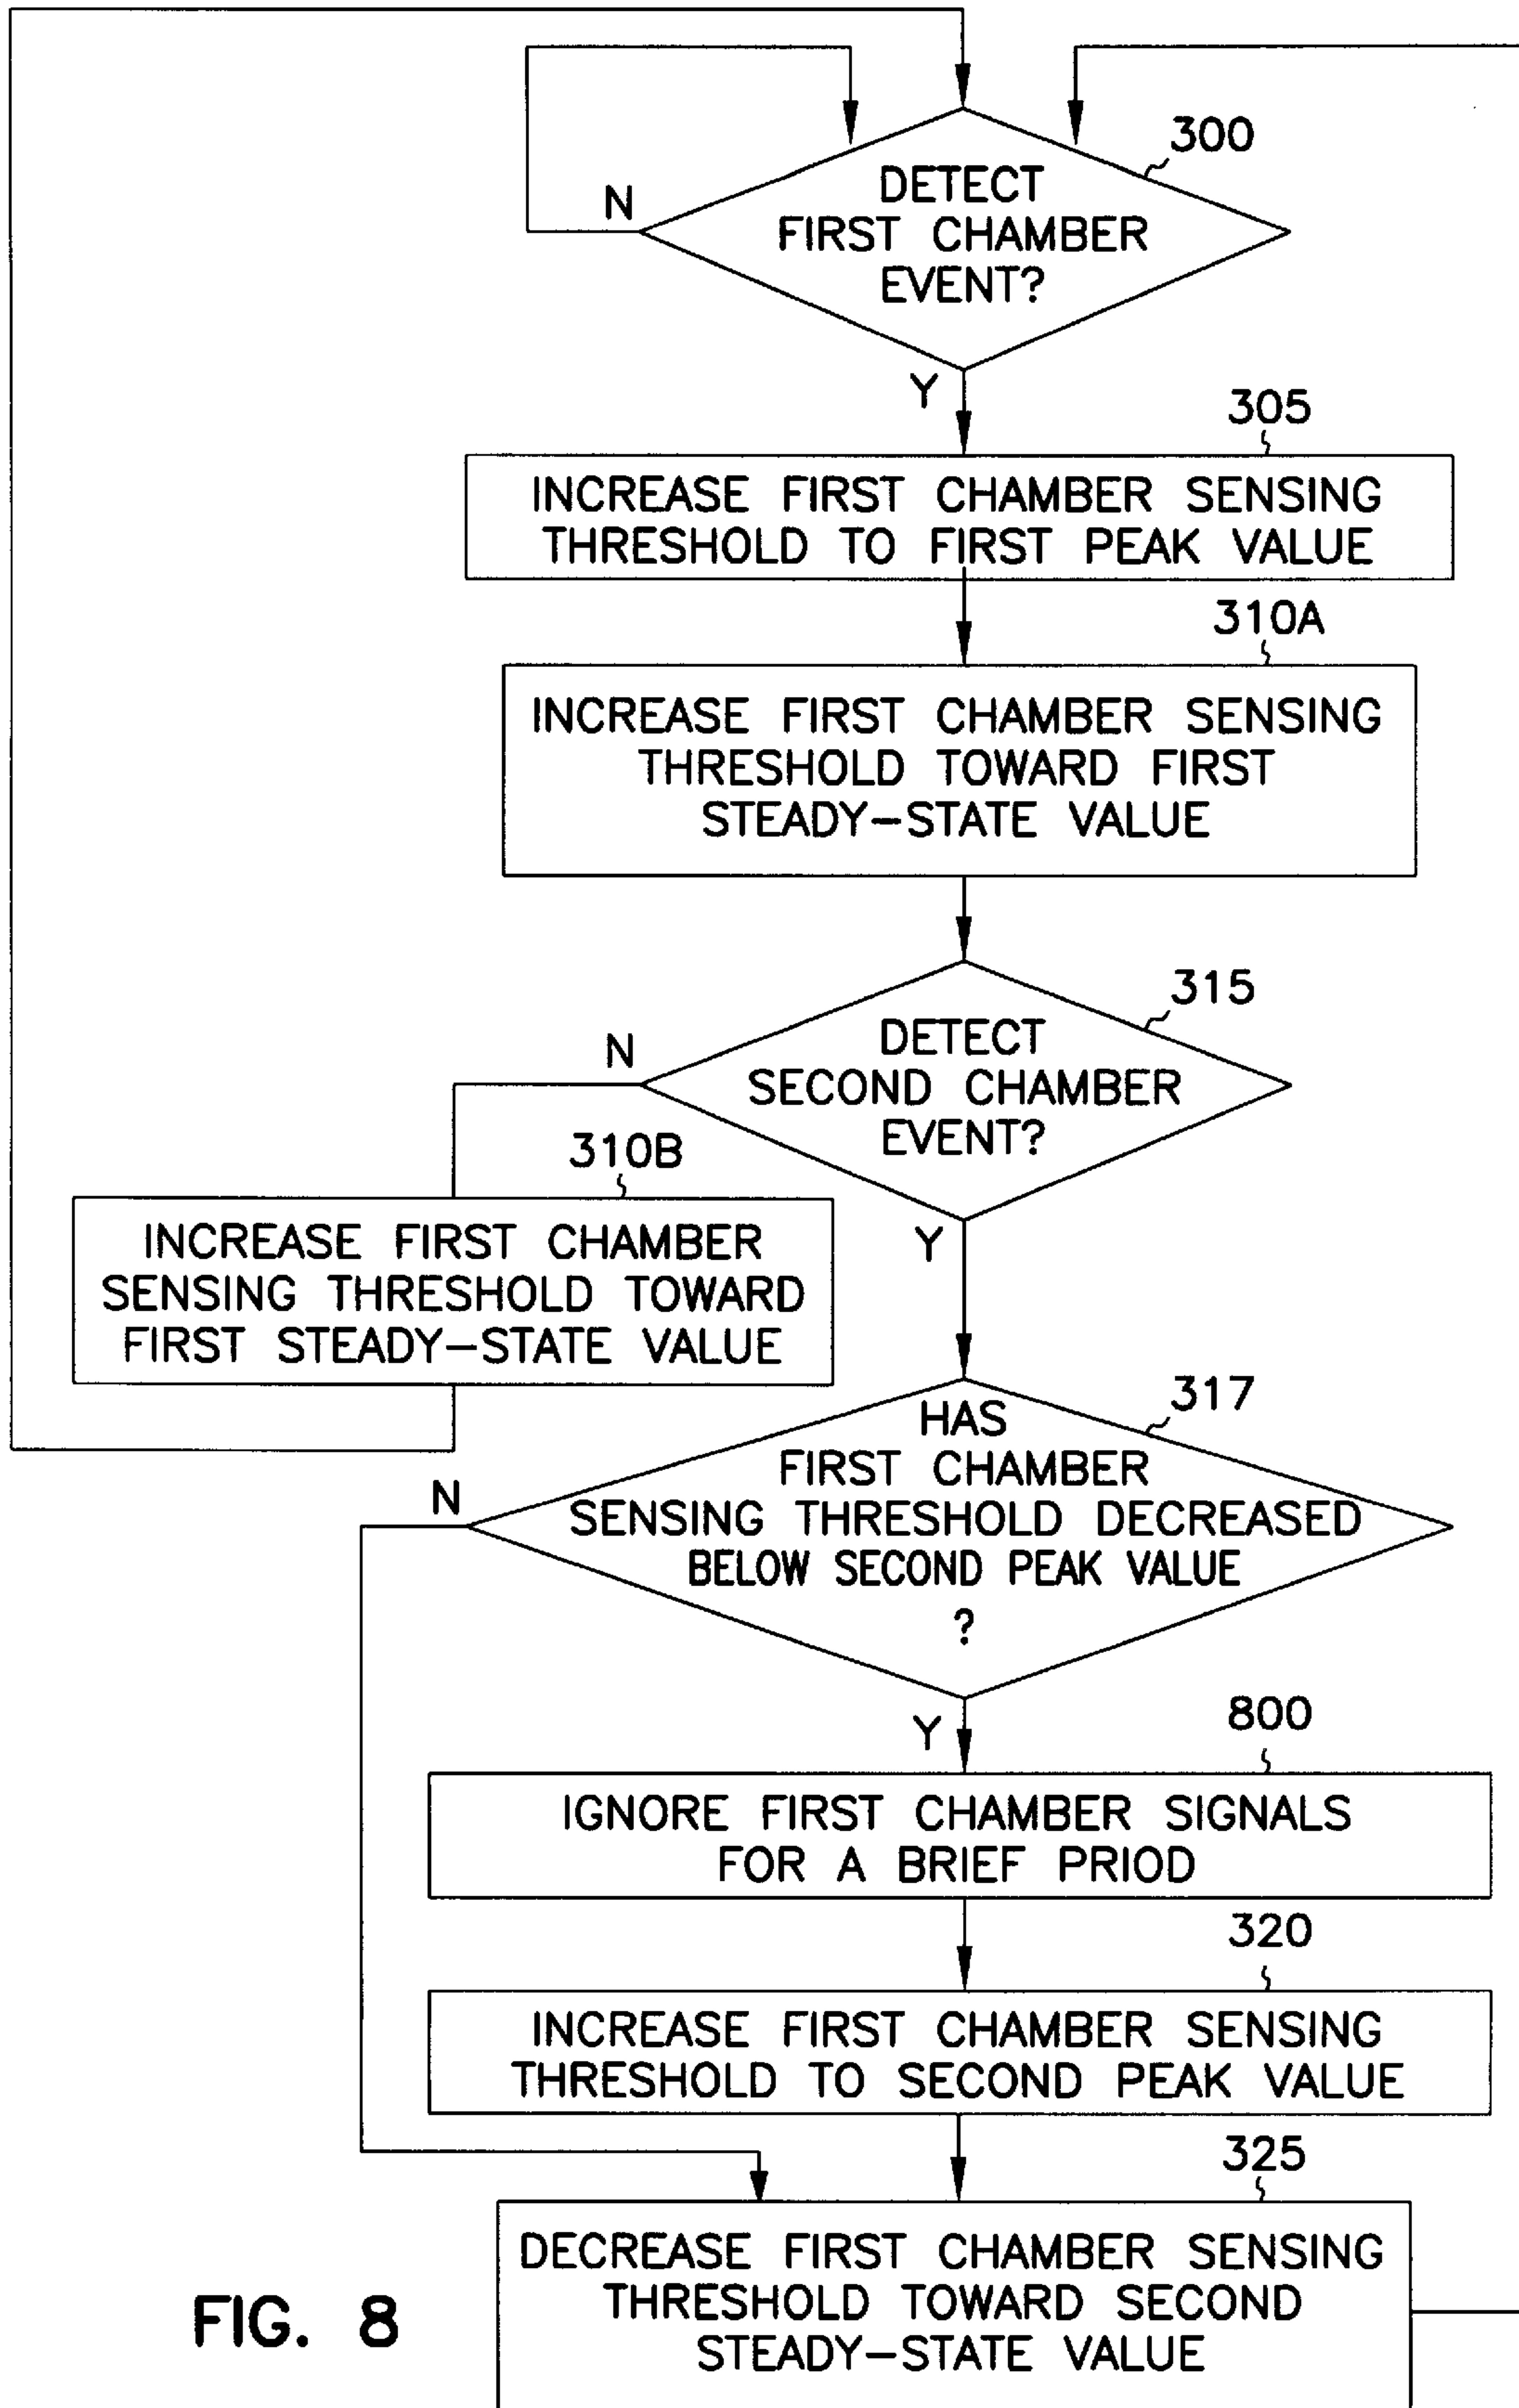 300
DETECT
FIRST CHAMBER
EVENT?
N
Y
305
INCREASE FIRST CHAMBER SENSING
THRESHOLD TO FIRST PEAK VALUE
310A
INCREASE FIRST CHAMBER SENSING
THRESHOLD TOWARD FIRST
STEADY-STATE VALUE
315
DETECT
SECOND CHAMBER
EVENT?
N
Y
310B
INCREASE FIRST CHAMBER
SENSING THRESHOLD TOWARD
FIRST STEADY-STATE VALUE
317
HAS
FIRST CHAMBER
SENSING THRESHOLD DECREASED
BELOW SECOND PEAK VALUE
?
N
Y
800
IGNORE FIRST CHAMBER SIGNALS
FOR A BRIEF PRIOD
320
INCREASE FIRST CHAMBER SENSING
THRESHOLD TO SECOND PEAK VALUE
325
DECREASE FIRST CHAMBER SENSING
THRESHOLD TOWARD SECOND
STEADY-STATE VALUE
FIG. 8